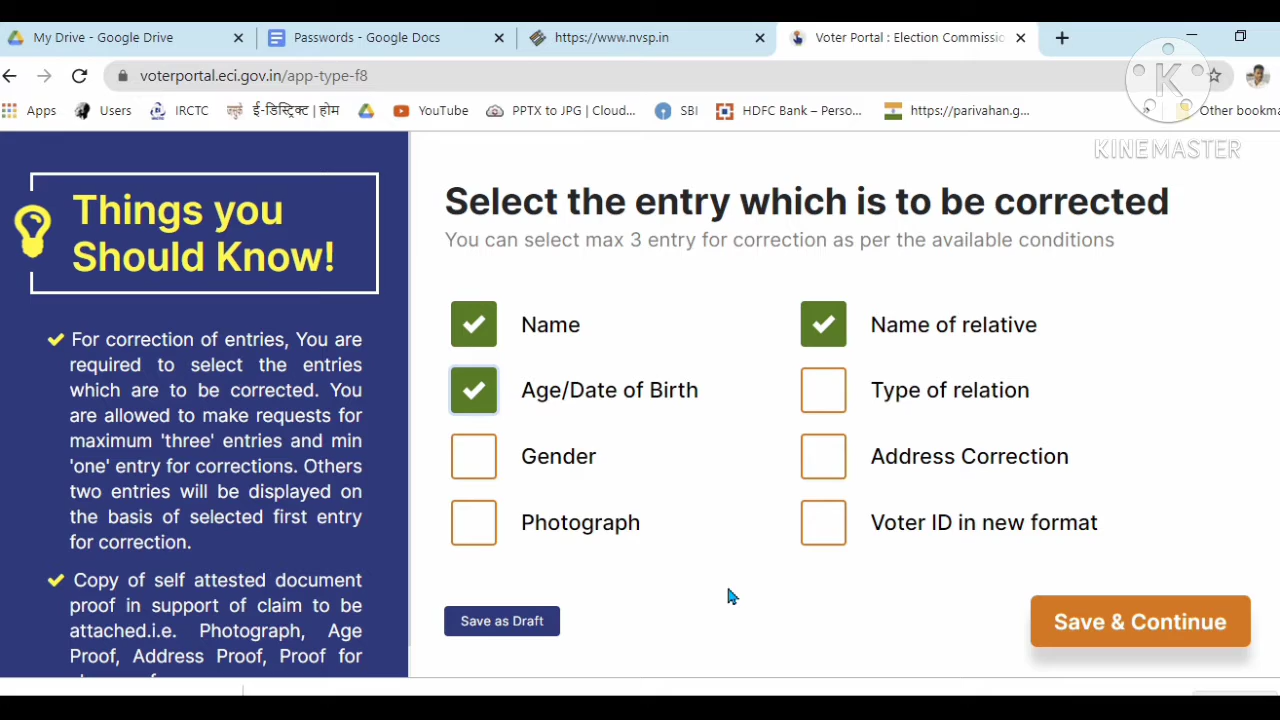 My Drive - Google Drive
Passwords - Google Docs
https://www.nvsp.in
Voter Portal : Election Commissio
voterportal.eci.gov.in/app-type-f8
Apps
Users
IRCTC
ई-डिस्ट्रिक्ट | होम
YouTube
PPTX to JPG | Cloud...
SBI
HDFC Bank – Perso...
https://parivahan.g...
Other bookma
K
KINEMASTER
Things you
Should Know!
For correction of entries, You are
required to select the entries
which are to be corrected. You
are allowed to make requests for
maximum 'three' entries and min
'one' entry for corrections. Others
two entries will be displayed on
the basis of selected first entry
for correction.
Copy of self attested document
proof in support of claim to be
attached.i.e. Photograph, Age
Proof, Address Proof, Proof for
Select the entry which is to be corrected
You can select max 3 entry for correction as per the available conditions
Name
Name of relative
Age/Date of Birth
Type of relation
Gender
Address Correction
Photograph
Voter ID in new format
Save as Draft
Save & Continue